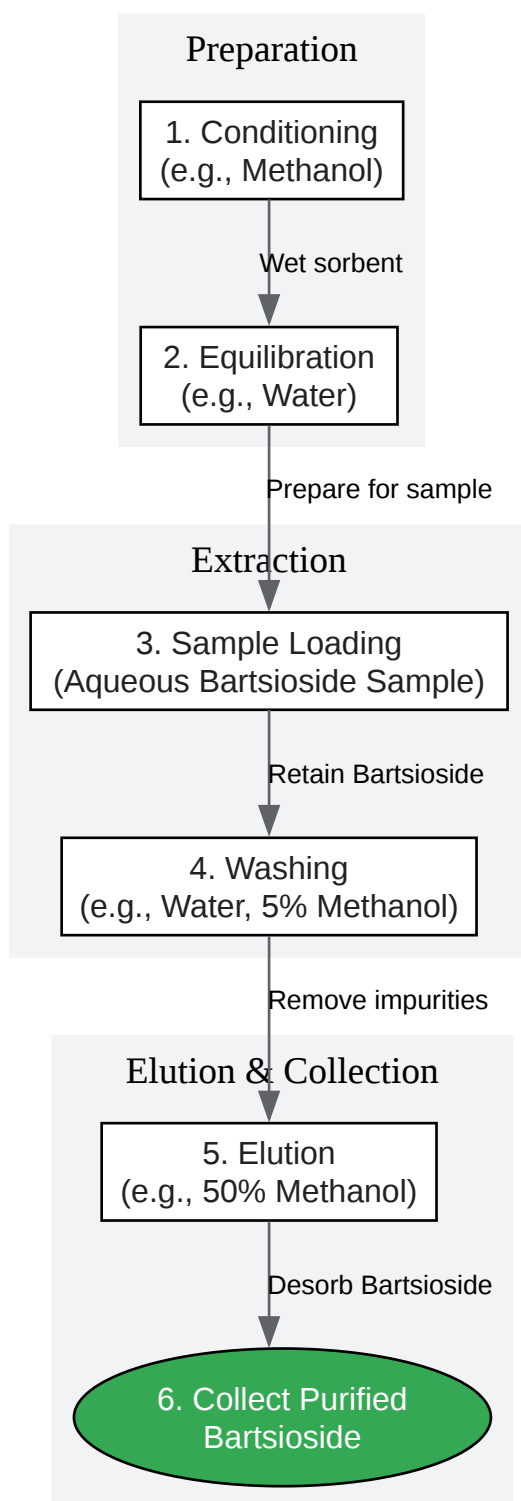 Preparation
1. Conditioning
(e.g., Methanol)
Wet sorbent
2. Equilibration
(e.g., Water)
Prepare for sample
Extraction
3. Sample Loading
(Aqueous Bartsioside Sample)
Retain Bartsioside
4. Washing
(e.g., Water, 5% Methanol)
Remove impurities
Elution & Collection
5. Elution
(e.g., 50% Methanol)
Desorb Bartsioside
6. Collect Purified
Bartsioside